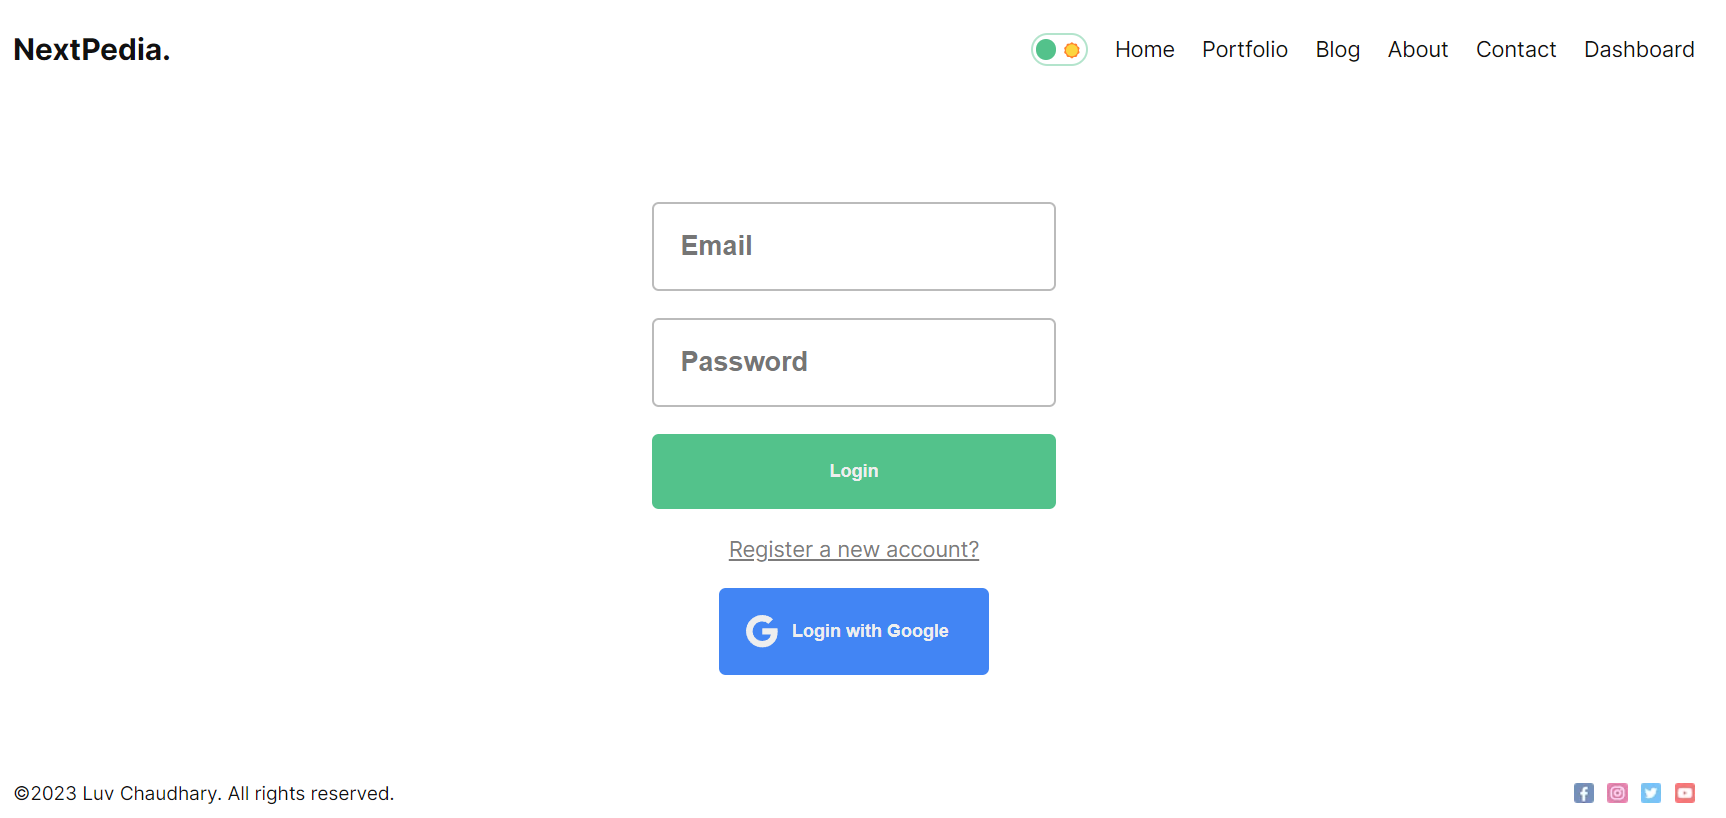 NextPedia.
Home Portfolio Blog About Contact Dashboard
Email
Password
Login
Register a new account?
Login with Google
©2023 Luv Chaudhary. All rights reserved.